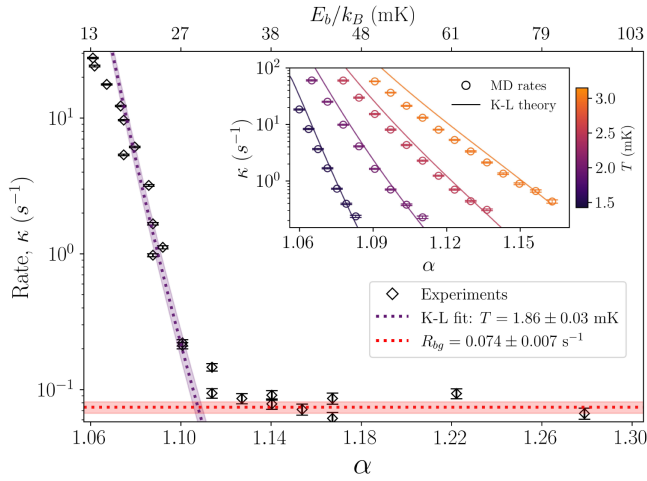 E_b/k_B (mK)
13 27 38 48 61 79 103
Rate, κ (s^{-1})
10^1
10^0
10^{-1}
1.06 1.10 1.14 1.18 1.22 1.26 1.30
α
κ (s^{-1})
10^2
10^1
10^0
1.06 1.09 1.12 1.15
α
MD rates
K-L theory
3.0
2.5
2.0
1.5
T (mK)
Experiments
K-L fit: T = 1.86 ± 0.03 mK
R_{bg} = 0.074 ± 0.007 s^{-1}